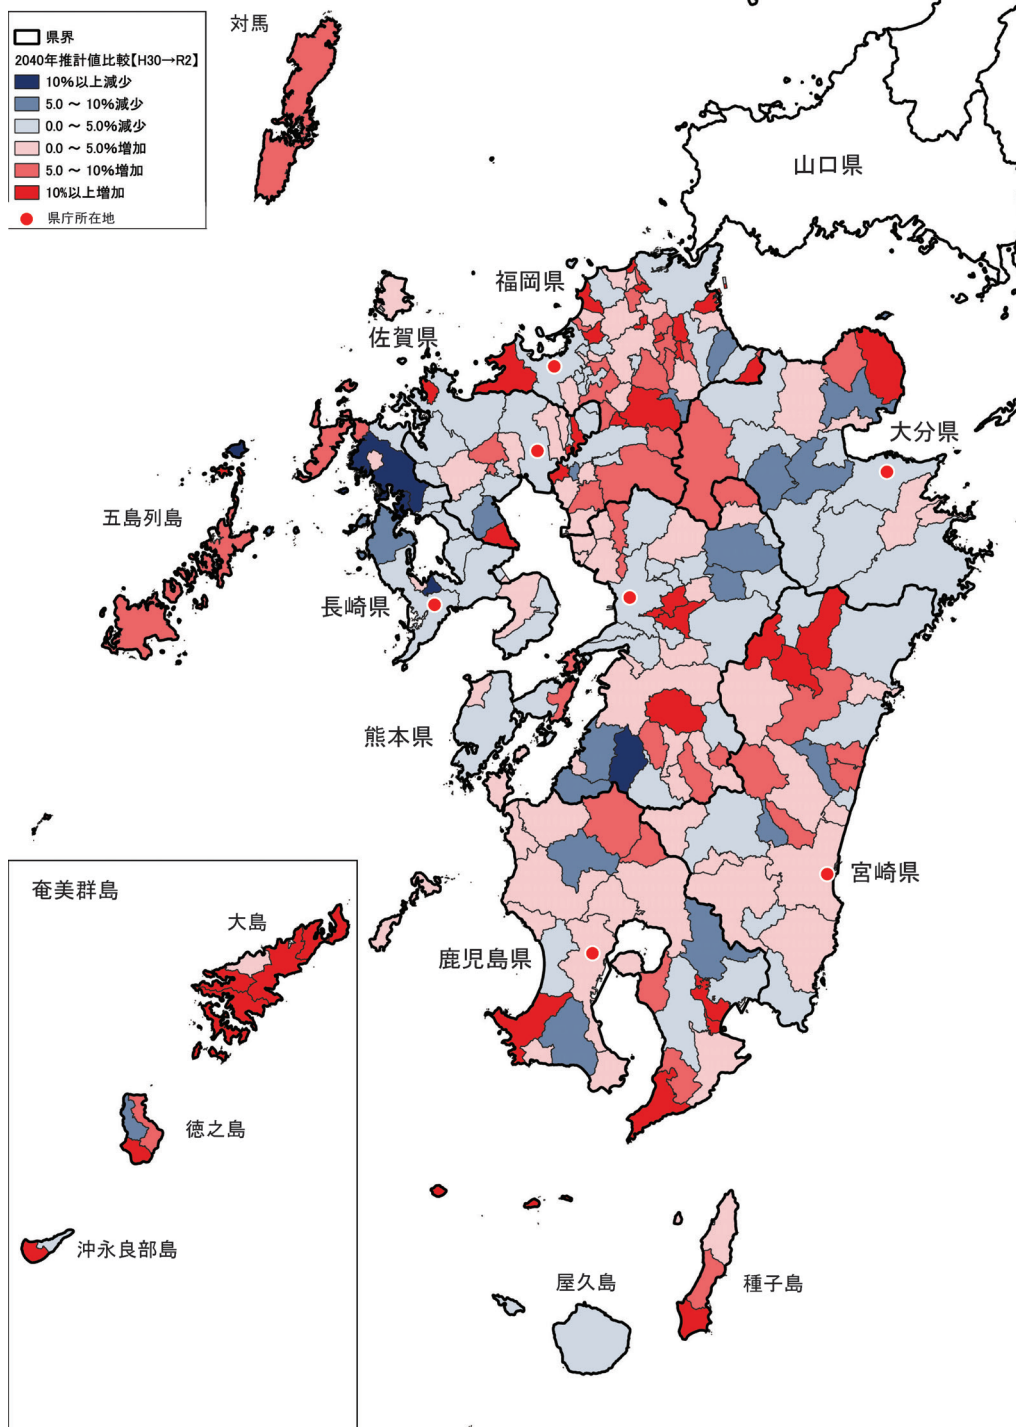 県界
2040年推計値比較【H30→R2】
10%以上減少
5.0 ～ 10%減少
0.0 ～ 5.0%減少
0.0 ～ 5.0%増加
5.0 ～ 10%増加
10%以上増加
県庁所在地
対馬
山口県
福岡県
佐賀県
大分県
五島列島
長崎県
熊本県
宮崎県
奄美群島
大島
鹿児島県
徳之島
沖永良部島
屋久島
種子島